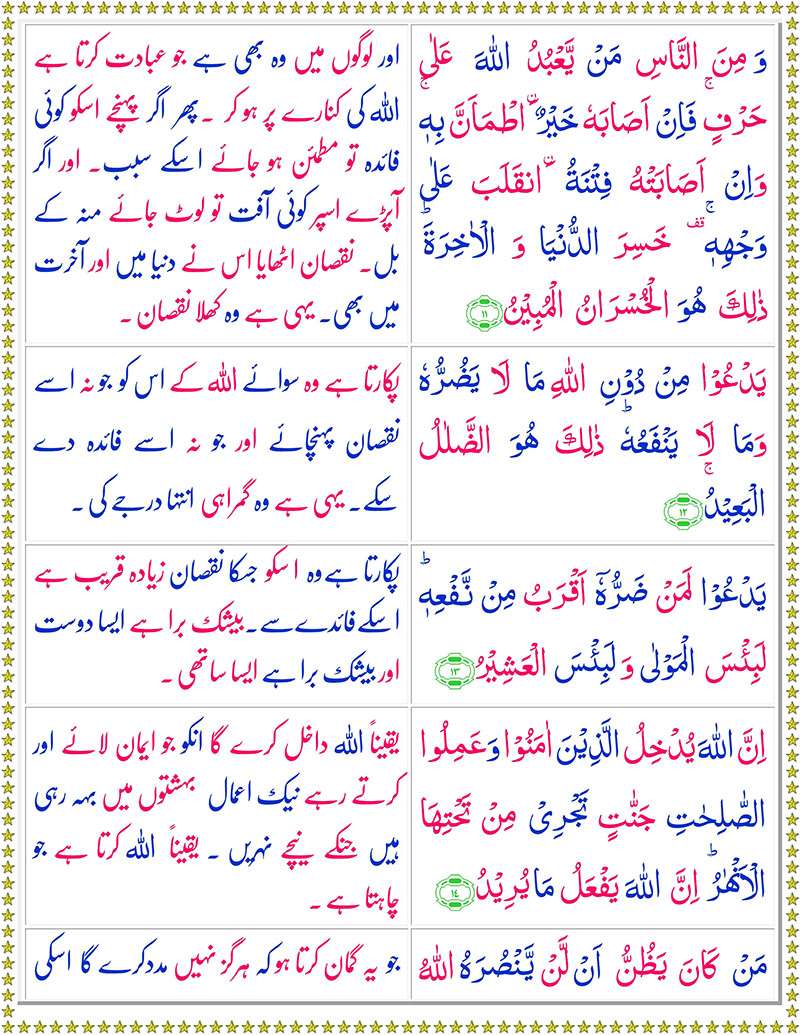 وَ مِنَ النَّاسِ مَنْ يَّعْبُدُ اللّٰهَ عَلٰى
حَرْفٍ ۚ فَاِنْ اَصَابَهٗ خَيْرُ ۨ اطْمَاَنَّ بِهٖ ۚ
وَاِنْ اَصَابَتْهُ فِتْنَةُ ۨ انْقَلَبَ عَلٰى
وَجْهِهٖ ۚ قف خَسِرَ الدُّنْيَا وَ الْاٰخِرَةَ ؕ
ذٰلِكَ هُوَ الْخُسْرَانُ الْمُبِيْنُ ۝۱۱
اور لوگوں میں وہ بھی ہے جو عبادت کرتا ہے
اللہ کی کنارے پر ہو کر ۔ پھر اگر پہنچے اسکو کوئی
فائدہ تو مطمئن ہو جائے اسکے سبب۔ اور اگر
آپڑے اسپر کوئی آفت تو لوٹ جائے منہ کے
بل۔ نقصان اٹھایا اس نے دنیا میں اور آخرت
میں بھی۔ یہی ہے وہ کھلا نقصان ۔
يَدْعُوْا مِنْ دُوْنِ اللّٰهِ مَا لَا يَضُرُّهٗ
وَمَا لَا يَنْفَعُهٗ ؕ ذٰلِكَ هُوَ الضَّلٰلُ
الْبَعِيْدُ ۚ ۝۱۲
پکارتا ہے وہ سوائے اللہ کے اس کو جو نہ اسے
نقصان پہنچائے اور جو نہ اسے فائدہ دے
سکے۔ یہی ہے وہ گمراہی انتہا درجے کی ۔
يَدْعُوْا لَمَنْ ضَرُّهٗۤ اَقْرَبُ مِنْ نَّفْعِهٖ ؕ
لَبِئْسَ الْمَوْلٰى وَ لَبِئْسَ الْعَشِيْرُ ۝۱۳
پکارتا ہے وہ اسکو جسکا نقصان زیادہ قریب ہے
اسکے فائدے سے۔ بیشک برا ہے ایسا دوست
اور بیشک برا ہے ایسا ساتھی ۔
اِنَّ اللّٰهَ يُدْخِلُ الَّذِيْنَ اٰمَنُوْا وَ عَمِلُوا
الصّٰلِحٰتِ جَنّٰتٍ تَجْرِىْ مِنْ تَحْتِهَا
الْاَنْهٰرُ ؕ اِنَّ اللّٰهَ يَفْعَلُ مَا يُرِيْدُ ۝۱٤
یقیناً اللہ داخل کرے گا انکو جو ایمان لائے اور
کرتے رہے نیک اعمال بہشتوں میں بہہ رہی
ہیں جنکے نیچے نہریں ۔ یقیناً اللہ کرتا ہے جو
چاہتا ہے ۔
مَنْ كَانَ يَظُنُّ اَنْ لَّنْ يَّنْصُرَهُ اللّٰهُ
جو یہ گمان کرتا ہو کہ ہرگز نہیں مدد کرے گا اسکی